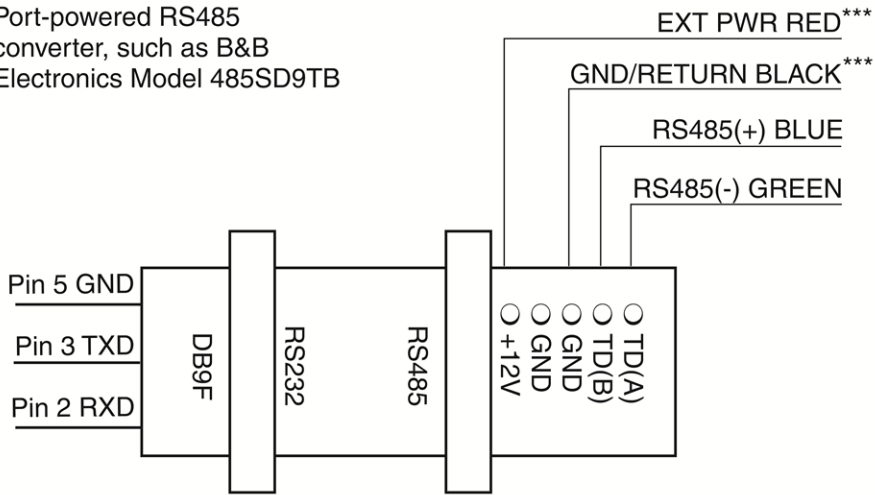 Port-powered RS485
converter, such as B&B
Electronics Model 485SD9TB
EXT PWR RED***
GND/RETURN BLACK***
RS485(+) BLUE
RS485(-) GREEN
Pin 5 GND
Pin 3 TXD
Pin 2 RXD
DB9F
RS232
RS485
+12V
GND
GND
TD(B)
TD(A)